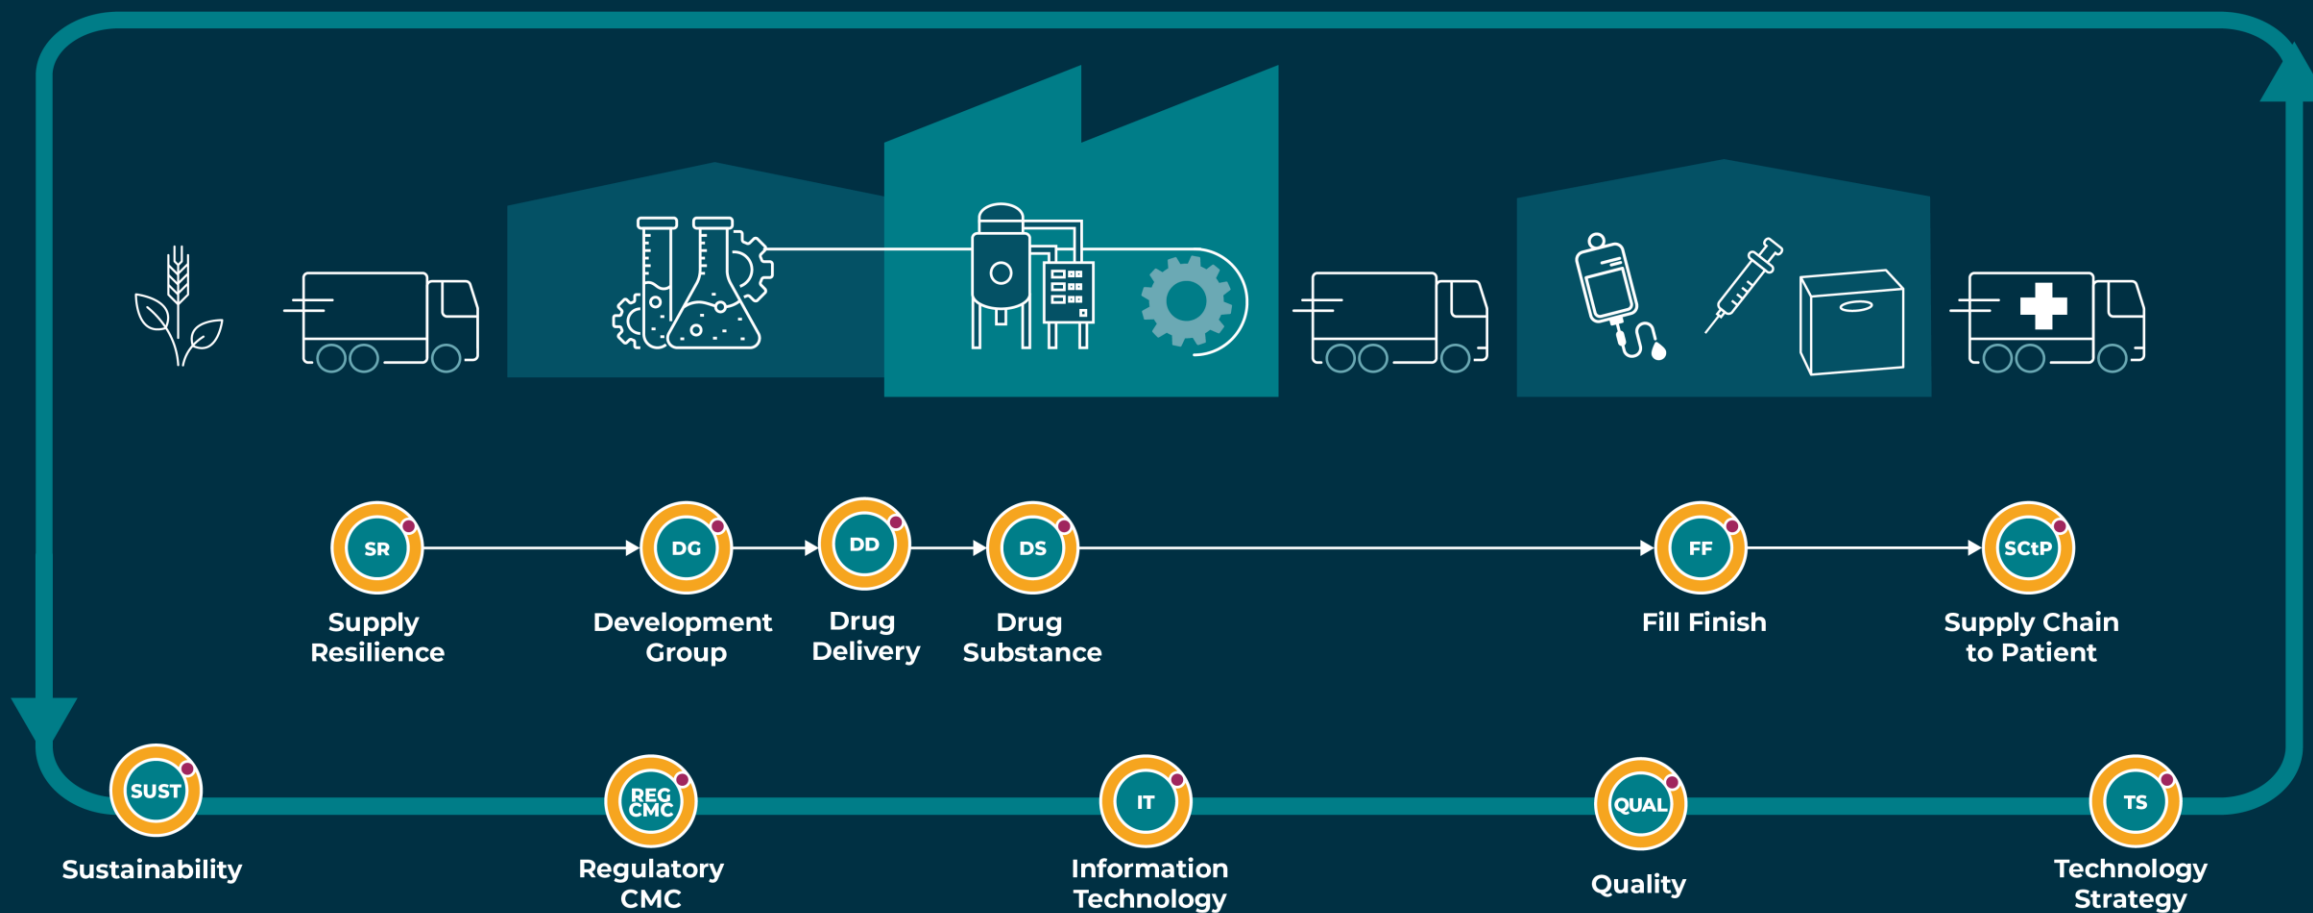 SR
DG
DD
DS
FF
SCtP
Supply
Resilience
Development
Group
Drug
Delivery
Drug
Substance
Fill Finish
Supply Chain
to Patient
SUST
REG
CMC
IT
QUAL
TS
Sustainability
Regulatory
CMC
Information
Technology
Quality
Technology
Strategy